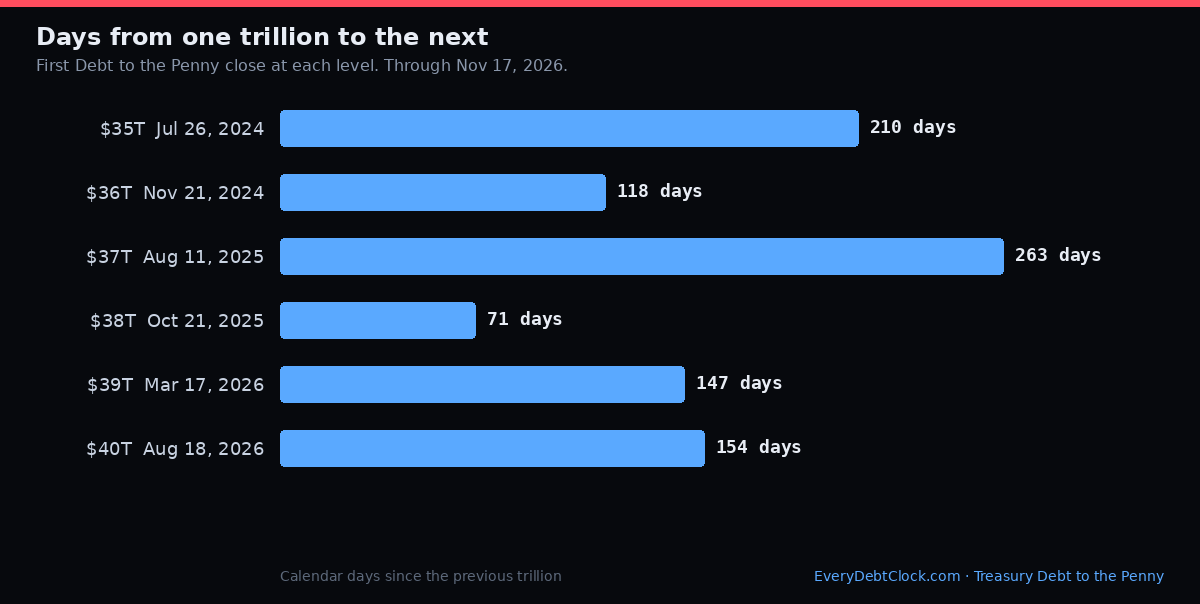 Days from one trillion to the next
First Debt to the Penny close at each level. Through Nov 17, 2026.
$35T Jul 26, 2024 210 days
$36T Nov 21, 2024 118 days
$37T Aug 11, 2025 263 days
$38T Oct 21, 2025 71 days
$39T Mar 17, 2026 147 days
$40T Aug 18, 2026 154 days
Calendar days since the previous trillion EveryDebtClock.com · Treasury Debt to the Penny